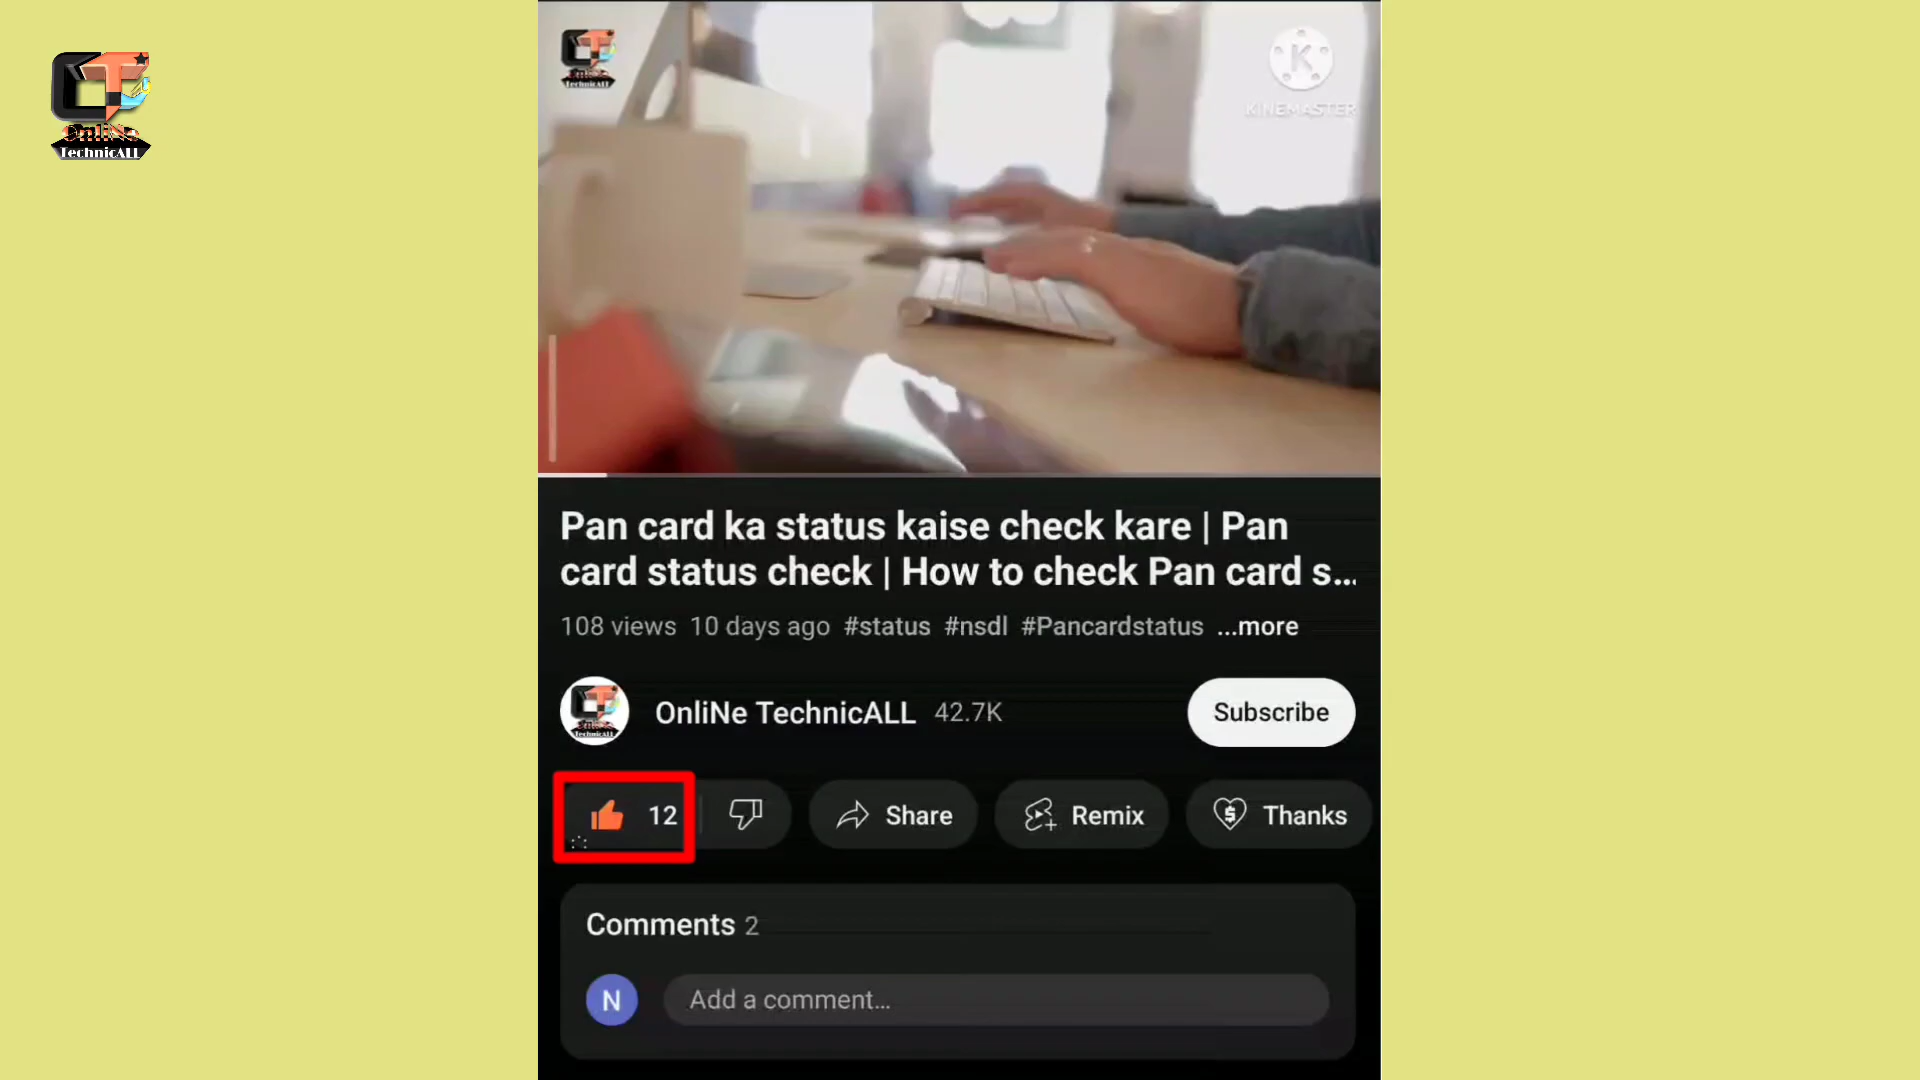 OnliNe
TechnicALL
TechnicALL
K
KINEMASTER
Pan card ka status kaise check kare | Pan
card status check | How to check Pan card s...
108 views 10 days ago #status #nsdl #Pancardstatus ...more
OnliNe TechnicALL 42.7K
Subscribe
12
Share
Remix
Thanks
Comments 2
N
Add a comment...